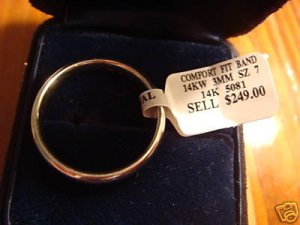 COMFORT FIT BAND
14KW 3MM SZ 7
14K 5081
SELL $249.00